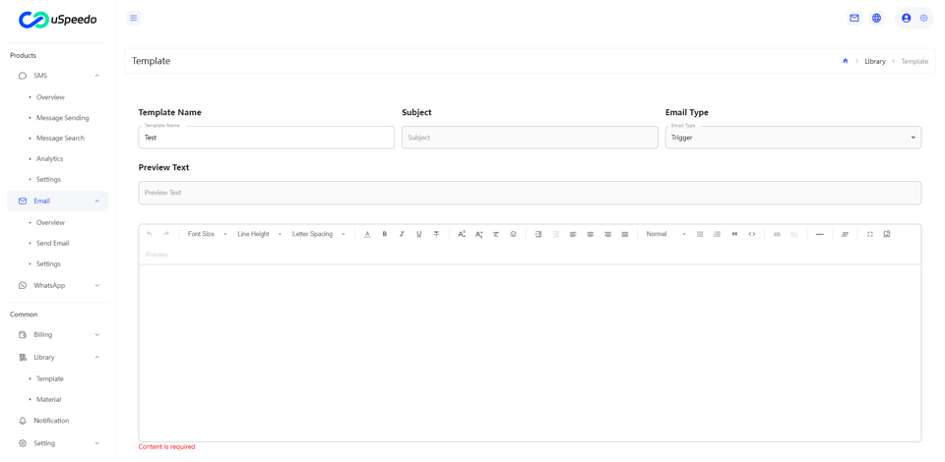 uSpeedo
Products
SMS
Overview
Message Sending
Message Search
Analytics
Settings
Email
Overview
Send Email
Settings
WhatsApp
Common
Billing
Library
Template
Material
Notification
Setting
Template
Library
Template
Template Name
Subject
Email Type
Template Name
Test
Subject
Email Type
Trigger
Preview Text
Preview Text
Font Size Line Height Letter Spacing A B I U T Normal
Preview
Content is required